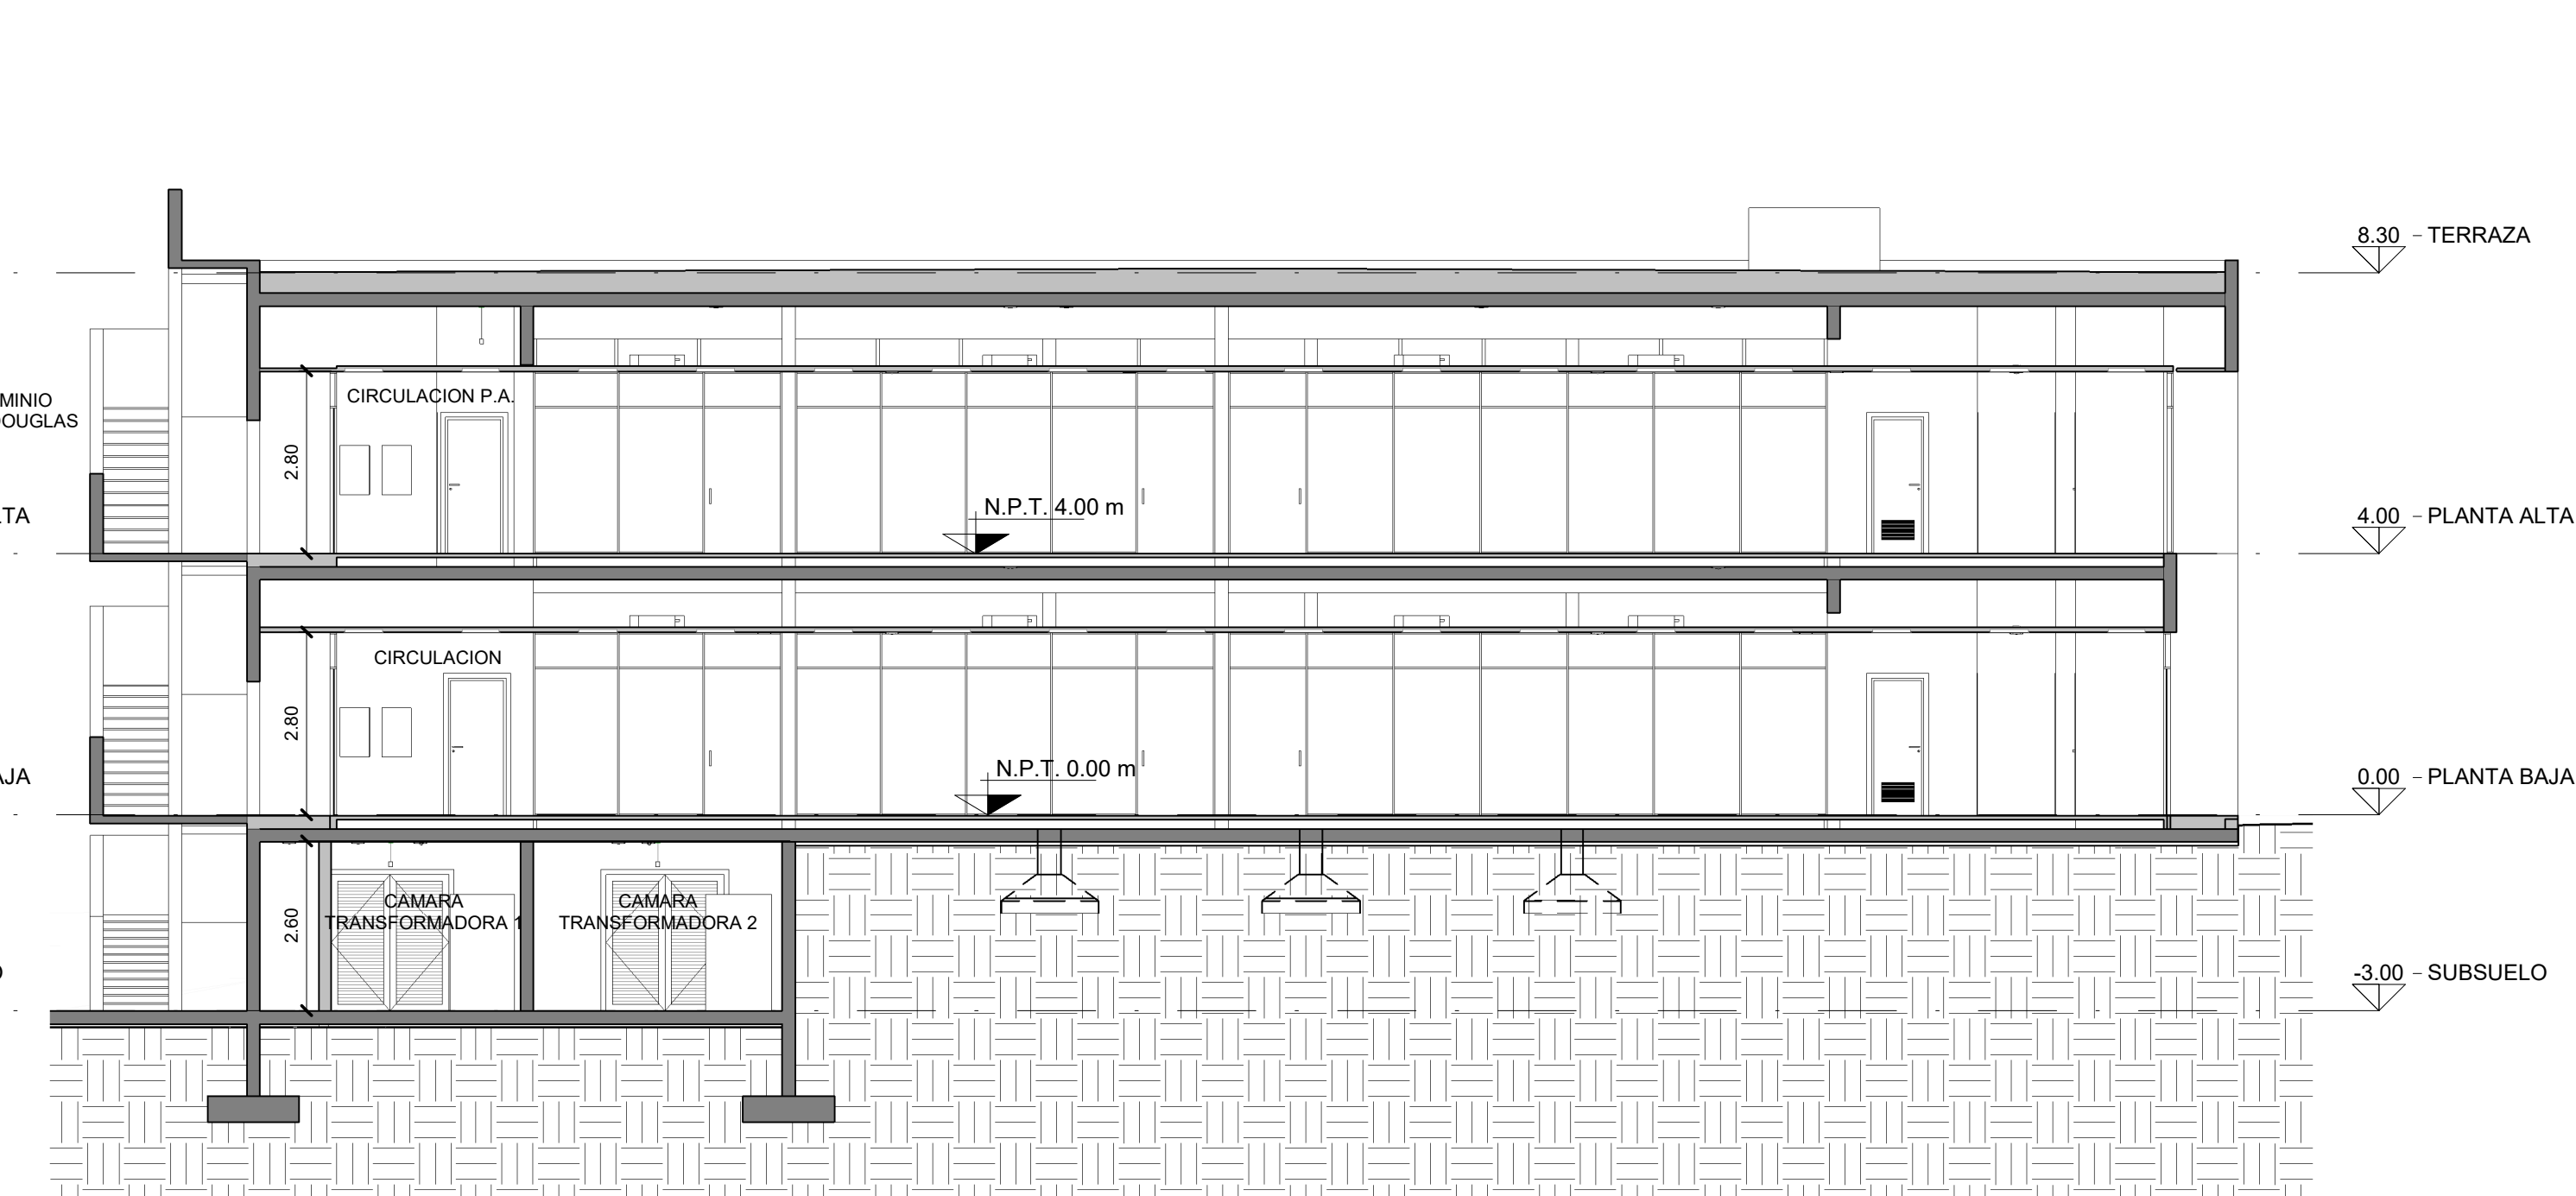 8.30 - TERRAZA
MINIO
OUGLAS
CIRCULACION P.A.
2.80
N.P.T. 4.00 m
LTA
4.00 - PLANTA ALTA
CIRCULACION
2.80
N.P.T. 0.00 m
AJA
0.00 - PLANTA BAJA
CAMARA
TRANSFORMADORA 1
CAMARA
TRANSFORMADORA 2
2.60
O
-3.00 - SUBSUELO